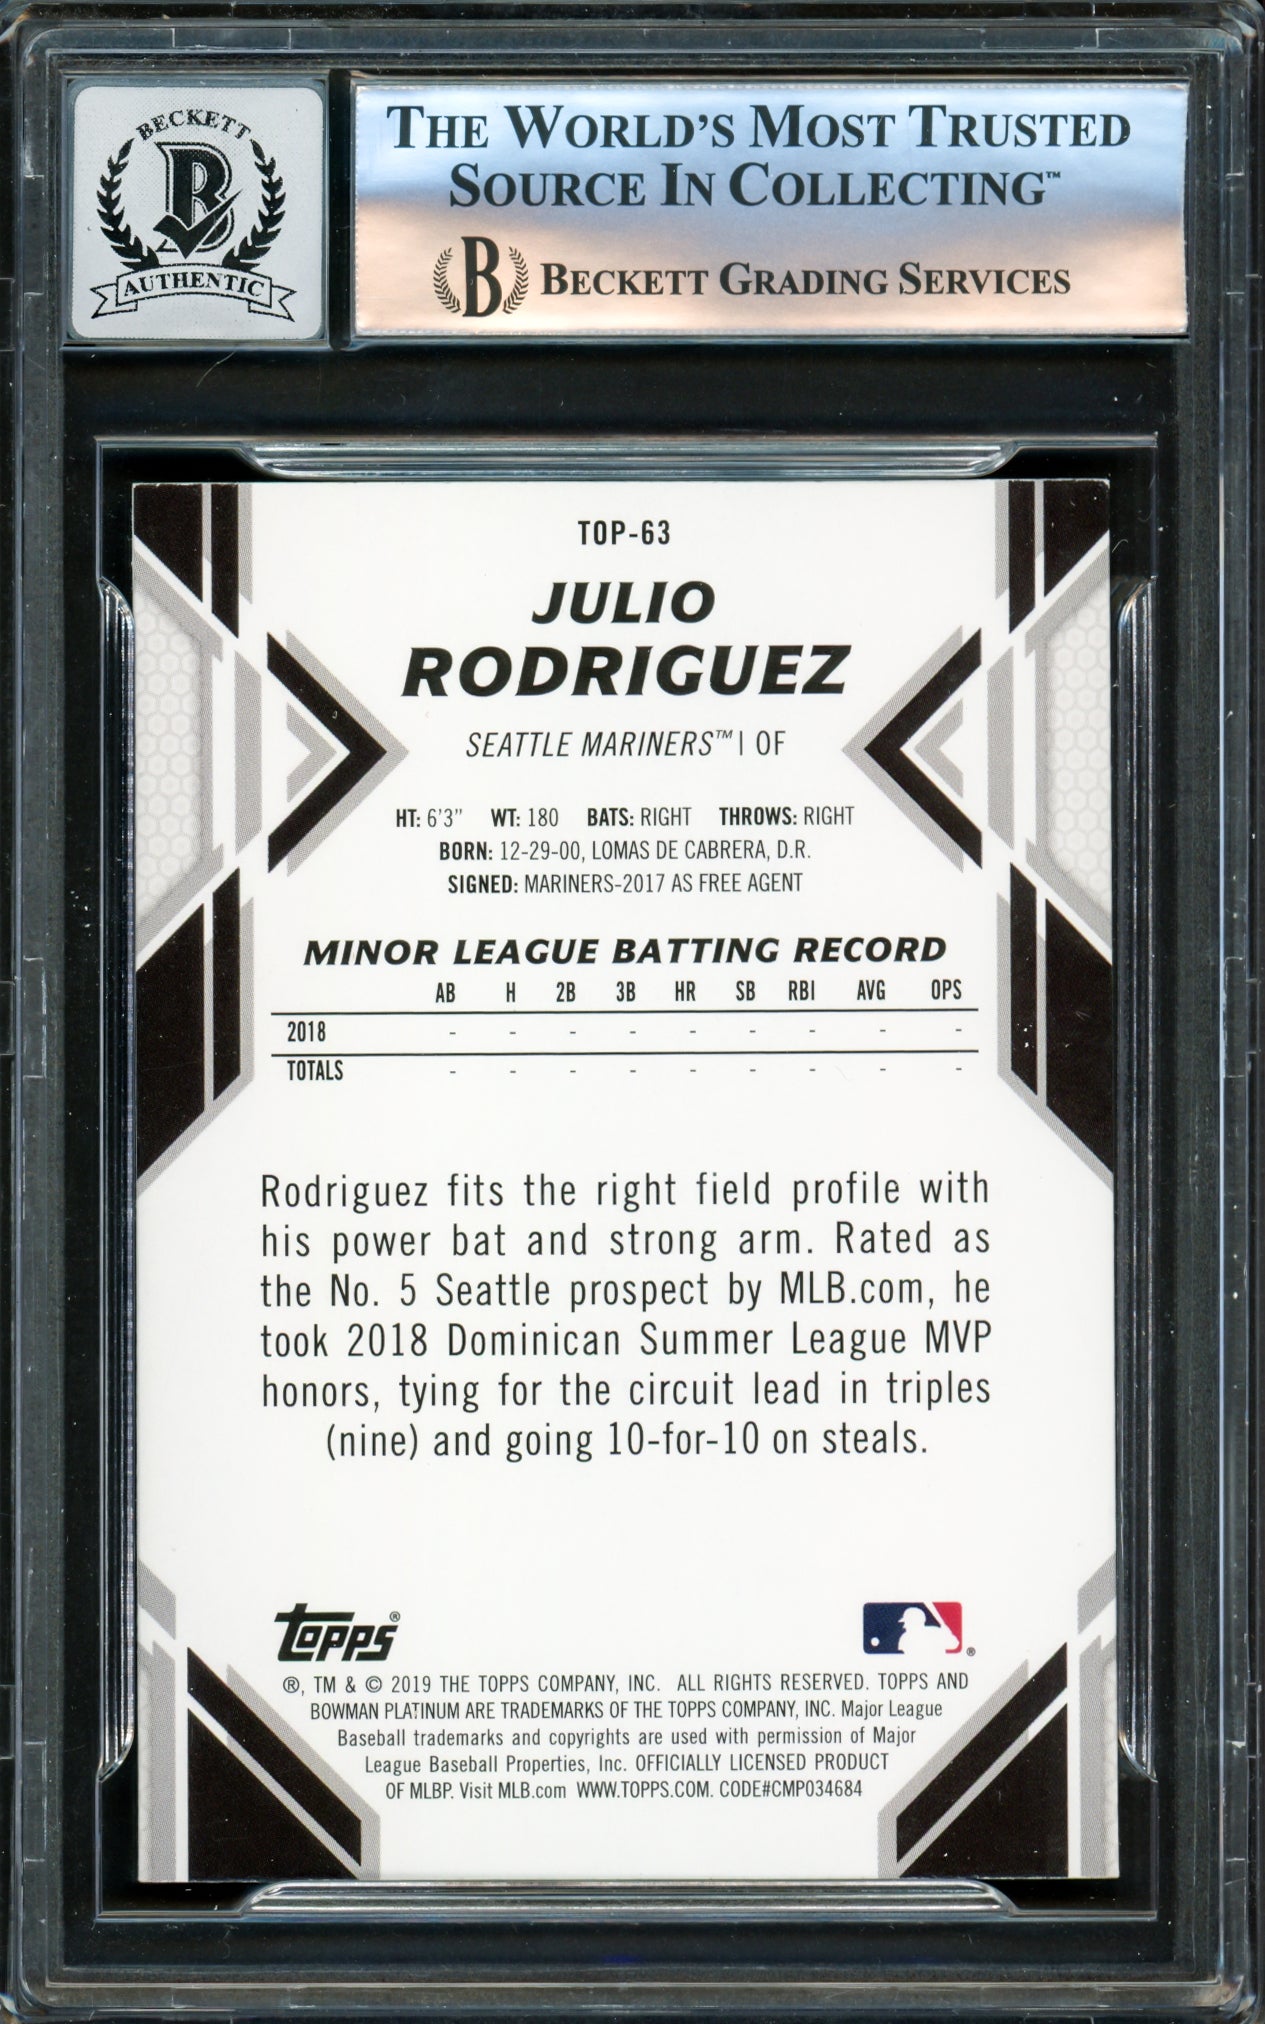 BECKETT
B
AUTHENTIC
THE WORLD'S MOST TRUSTED
SOURCE IN COLLECTING™
B BECKETT GRADING SERVICES
TOP-63
JULIO
RODRIGUEZ
SEATTLE MARINERS™ | OF
HT: 6'3" WT: 180 BATS: RIGHT THROWS: RIGHT
BORN: 12-29-00, LOMAS DE CABRERA, D.R.
SIGNED: MARINERS-2017 AS FREE AGENT
MINOR LEAGUE BATTING RECORD
AB H 2B 3B HR SB RBI AVG OPS
2018 - - - - - - - - -
TOTALS - - - - - - - - -
Rodriguez fits the right field profile with
his power bat and strong arm. Rated as
the No. 5 Seattle prospect by MLB.com, he
took 2018 Dominican Summer League MVP
honors, tying for the circuit lead in triples
(nine) and going 10-for-10 on steals.
topps® ®
®, TM & © 2019 THE TOPPS COMPANY, INC. ALL RIGHTS RESERVED. TOPPS AND
BOWMAN PLATINUM ARE TRADEMARKS OF THE TOPPS COMPANY, INC. Major League
Baseball trademarks and copyrights are used with permission of Major
League Baseball Properties, Inc. OFFICIALLY LICENSED PRODUCT
OF MLBP. Visit MLB.com WWW.TOPPS.COM. CODE#CMP034684